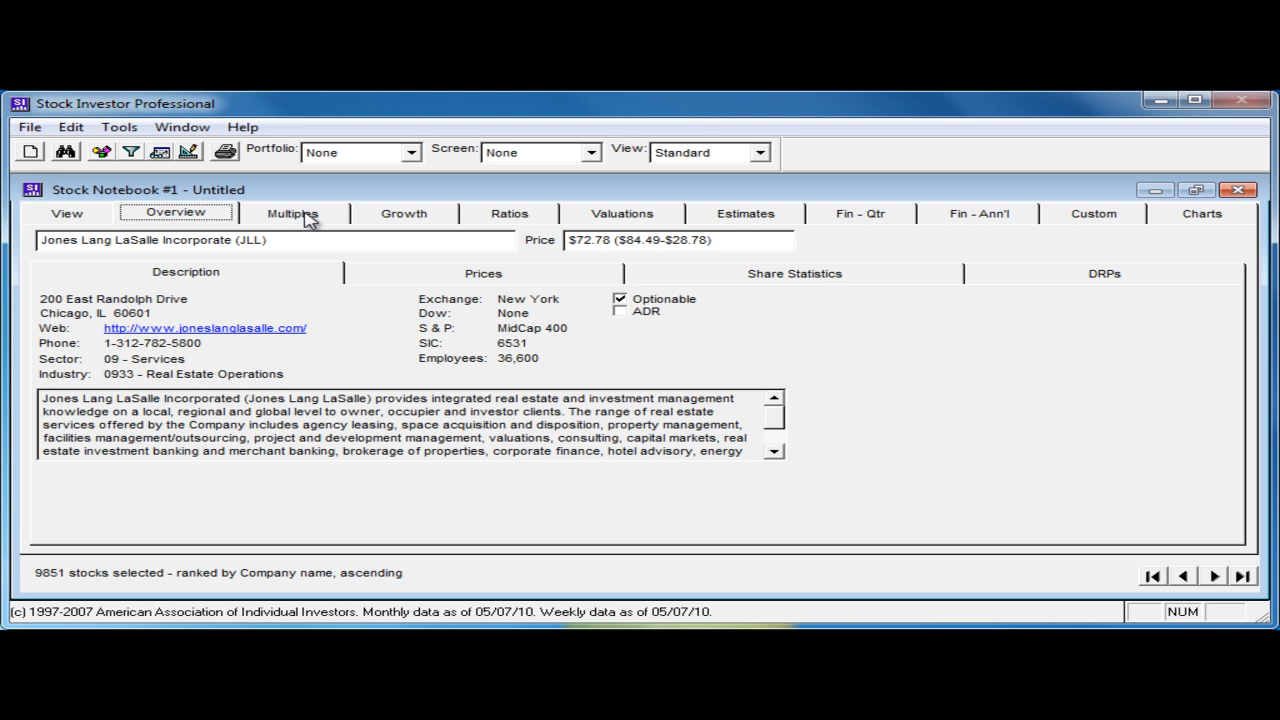 Stock Investor Professional
File Edit Tools Window Help
Portfolio: None Screen: None View: Standard
Stock Notebook #1 - Untitled
View Overview Multiples Growth Ratios Valuations Estimates Fin - Qtr Fin - Ann'l Custom Charts
Jones Lang LaSalle Incorporate (JLL) Price $72.78 ($84.49-$28.78)
Description Prices Share Statistics DRPs
200 East Randolph Drive Exchange: New York Optionable
Chicago, IL 60601 Dow: None ADR
Web: http://www.joneslanglasalle.com/ S & P: MidCap 400
Phone: 1-312-782-5800 SIC: 6531
Sector: 09 - Services Employees: 36,600
Industry: 0933 - Real Estate Operations
Jones Lang LaSalle Incorporated (Jones Lang LaSalle) provides integrated real estate and investment management
knowledge on a local, regional and global level to owner, occupier and investor clients. The range of real estate
services offered by the Company includes agency leasing, space acquisition and disposition, property management,
facilities management/outsourcing, project and development management, valuations, consulting, capital markets, real
estate investment banking and merchant banking, brokerage of properties, corporate finance, hotel advisory, energy
9851 stocks selected - ranked by Company name, ascending
(c) 1997-2007 American Association of Individual Investors. Monthly data as of 05/07/10. Weekly data as of 05/07/10. NUM